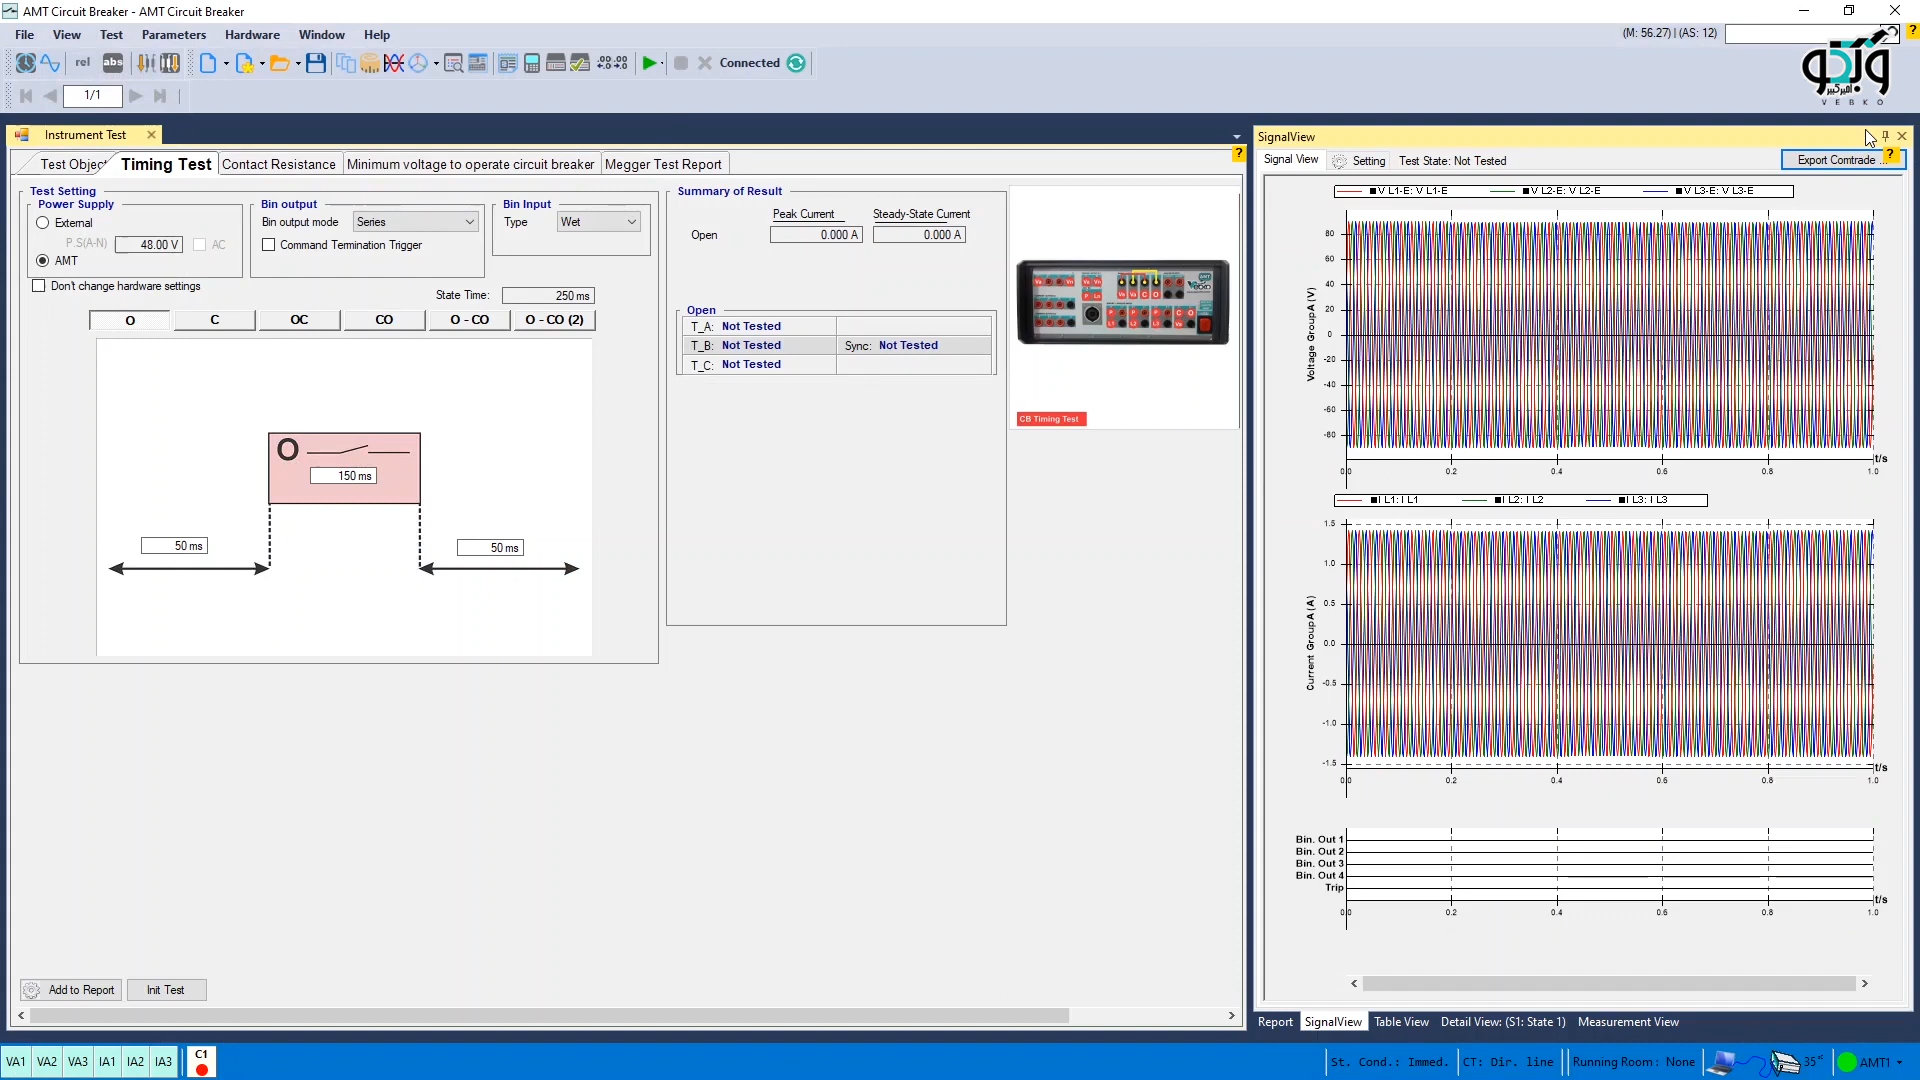 AMT Circuit Breaker - AMT Circuit Breaker
File View Test Parameters Hardware Window Help
(M: 56.27) | (AS: 12)
?
rel abs Connected
وبکو
امیرکبیر
VEBKO
1/1
Instrument Test
SignalView
Test Object Timing Test Contact Resistance Minimum voltage to operate circuit breaker Megger Test Report
?
Signal View Setting Test State: Not Tested Export Comtrade ...
?
Test Setting
Power Supply
External
P.S(A-N) 48.00 V AC
AMT
Bin output
Bin output mode Series
Command Termination Trigger
Bin Input
Type Wet
Don't change hardware settings
State Time: 250 ms
O C OC CO O - CO O - CO (2)
O
150 ms
50 ms 50 ms
Summary of Result
Peak Current Steady-State Current
Open 0.000 A 0.000 A
Open
T_A: Not Tested
T_B: Not Tested Sync: Not Tested
T_C: Not Tested
CB Timing Test
V L1-E: V L1-E V L2-E: V L2-E V L3-E: V L3-E
Voltage Group A (V)
80
60
40
20
0
-20
-40
-60
-80
t/s
0.0 0.2 0.4 0.6 0.8 1.0
I L1: I L1 I L2: I L2 I L3: I L3
Current Group A (A)
1.5
1.0
0.5
0.0
-0.5
-1.0
-1.5
t/s
0.0 0.2 0.4 0.6 0.8 1.0
Bin. Out 1
Bin. Out 2
Bin. Out 3
Bin. Out 4
Trip
t/s
0.0 0.2 0.4 0.6 0.8 1.0
Add to Report Init Test
Report SignalView Table View Detail View: (S1: State 1) Measurement View
VA1 VA2 VA3 IA1 IA2 IA3 C1
St. Cond.: Immed. CT: Dir. line Running Room: None 35° AMT1